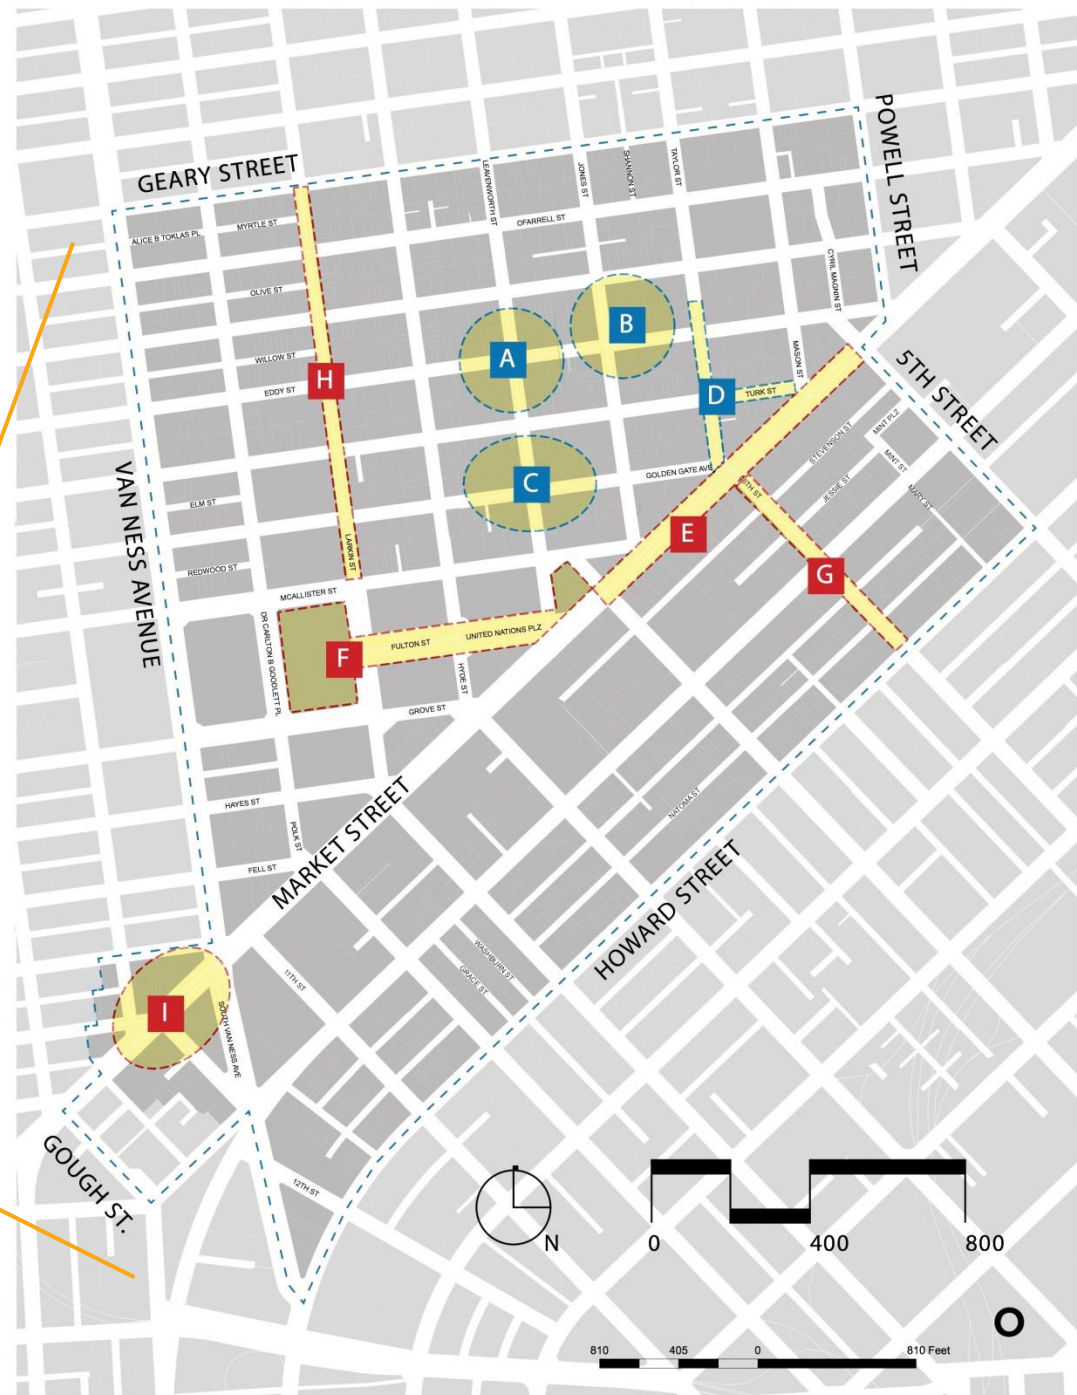 POWELL STREET
GEARY STREET
LEAVENWORTH ST
JONES ST
SHANNON ST
TAYLOR ST
ALICE B TOKLAS PL
MYRTLE ST
OFARRELL ST
CYRIL MAGNIN ST
OLIVE ST
B
A
WILLOW ST
MASON ST
5TH STREET
H
EDDY ST
D
TURK ST
MINT PLZ
STEVENSON ST
VAN NESS AVENUE
GOLDEN GATE AVE
MINT ST
C
6TH ST
JESSIE ST
MARY ST
ELM ST
E
LARKIN ST
REDWOOD ST
G
MCALLISTER ST
DR CARLTON B GOODLETT PL
FULTON ST
UNITED NATIONS PLZ
F
HYDE ST
GROVE ST
HAYES ST
POLK ST
MARKET STREET
NATOMA ST
FELL ST
HOWARD STREET
WASHBURN ST
11TH ST
GRACE ST
I
SOUTH VAN NESS AVE
GOUGH ST.
12TH ST
N
0
400
800
810
405
0
810 Feet